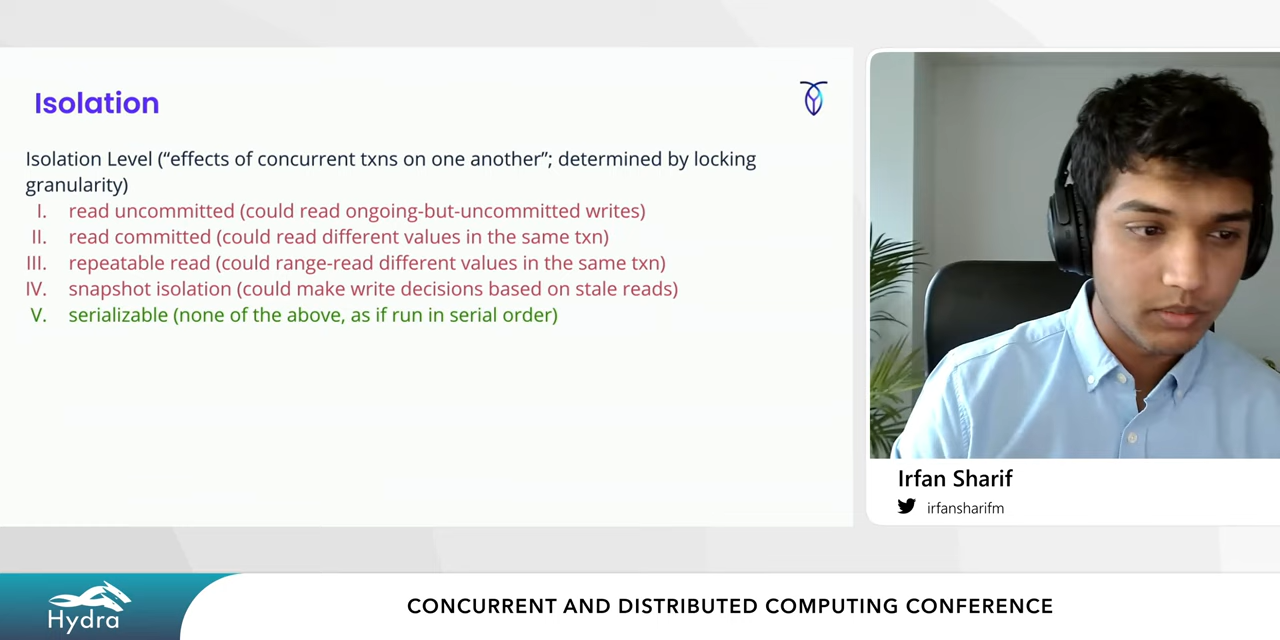 Isolation
Isolation Level (“effects of concurrent txns on one another”; determined by locking
granularity)
I. read uncommitted (could read ongoing-but-uncommitted writes)
II. read committed (could read different values in the same txn)
III. repeatable read (could range-read different values in the same txn)
IV. snapshot isolation (could make write decisions based on stale reads)
V. serializable (none of the above, as if run in serial order)
Irfan Sharif
irfansharifm
Hydra
CONCURRENT AND DISTRIBUTED COMPUTING CONFERENCE